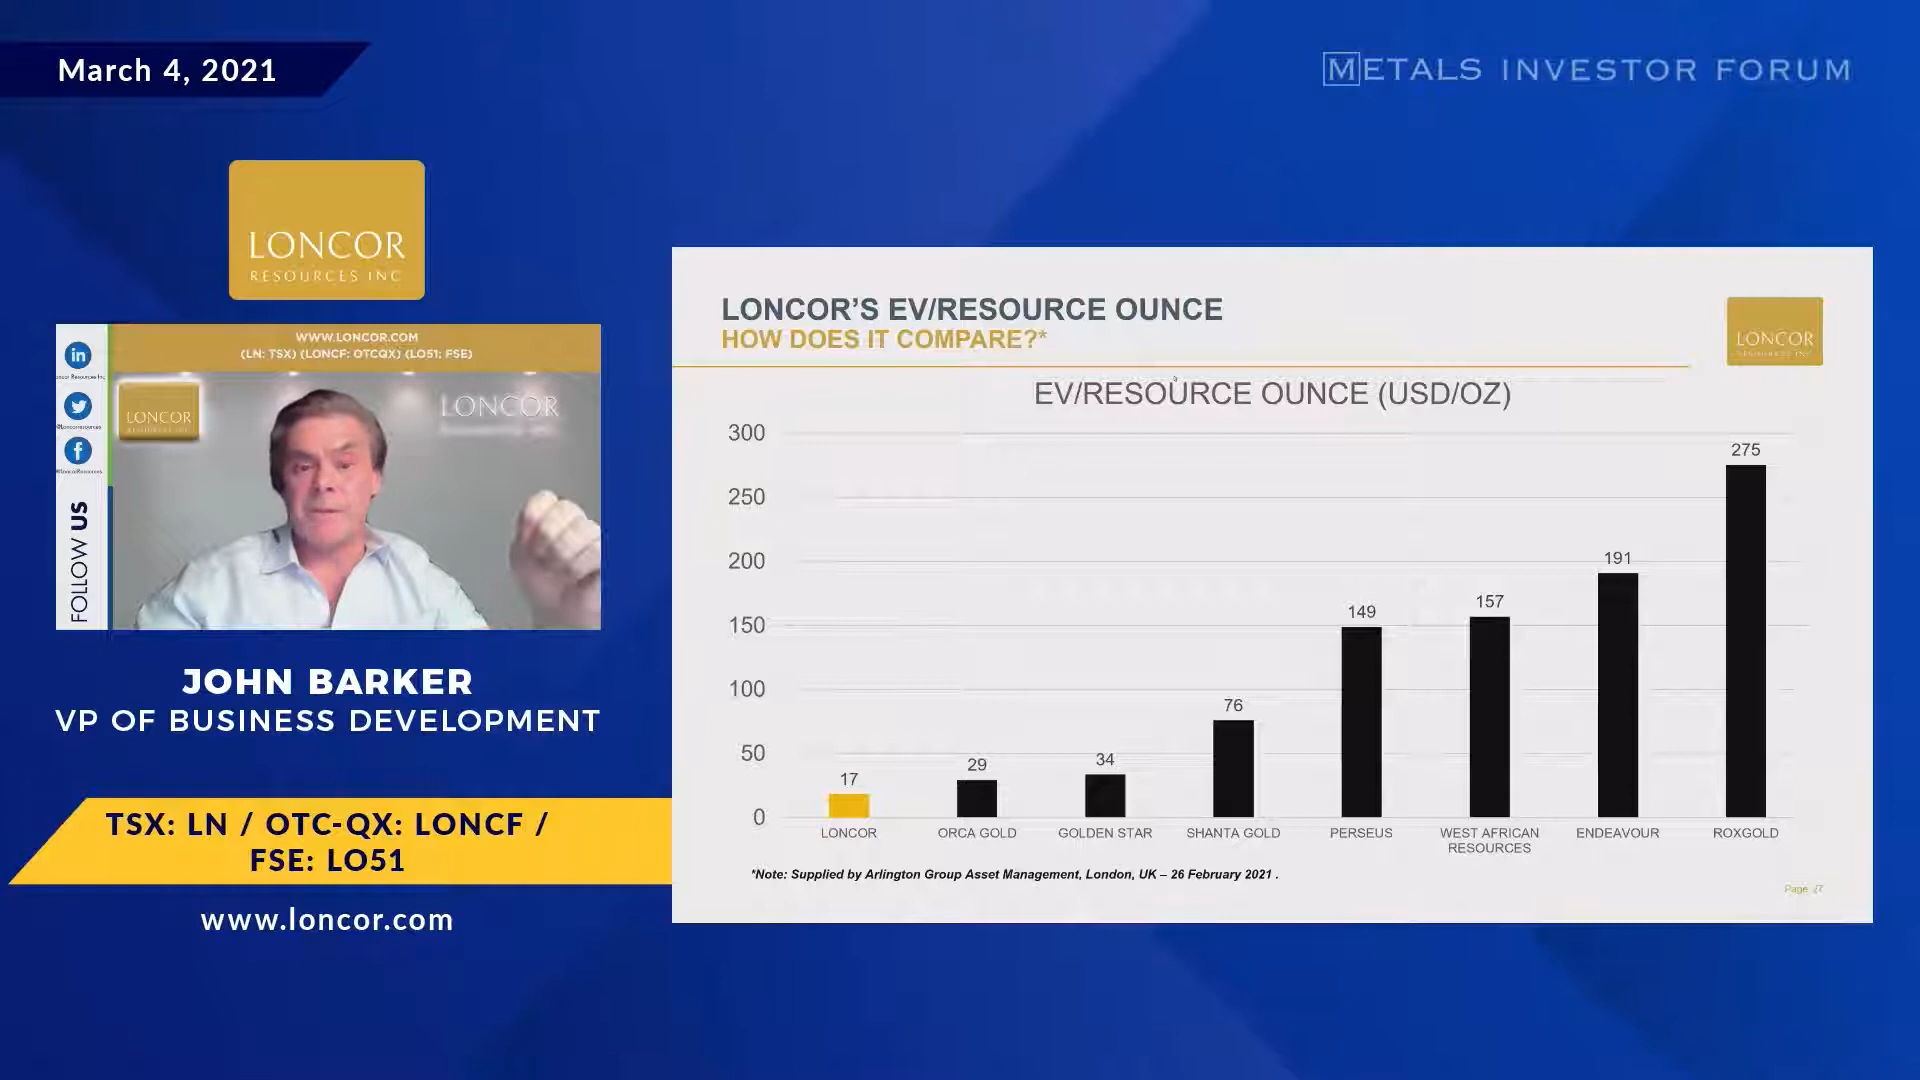 March 4, 2021
METALS INVESTOR FORUM
LONCOR
RESOURCES INC
WWW.LONCOR.COM
(LN: TSX) (LONCF: OTCQX) (LO51: FSE)
LONCOR
LONCOR
FOLLOW US
JOHN BARKER
VP OF BUSINESS DEVELOPMENT
TSX: LN / OTC-QX: LONCF /
FSE: LO51
www.loncor.com
LONCOR'S EV/RESOURCE OUNCE
HOW DOES IT COMPARE?*
LONCOR
RESOURCES INC
EV/RESOURCE OUNCE (USD/OZ)
300
250
200
150
100
50
0
17
29
34
76
149
157
191
275
LONCOR
ORCA GOLD
GOLDEN STAR
SHANTA GOLD
PERSEUS
WEST AFRICAN
RESOURCES
ENDEAVOUR
ROXGOLD
*Note: Supplied by Arlington Group Asset Management, London, UK – 26 February 2021 .
Page 27